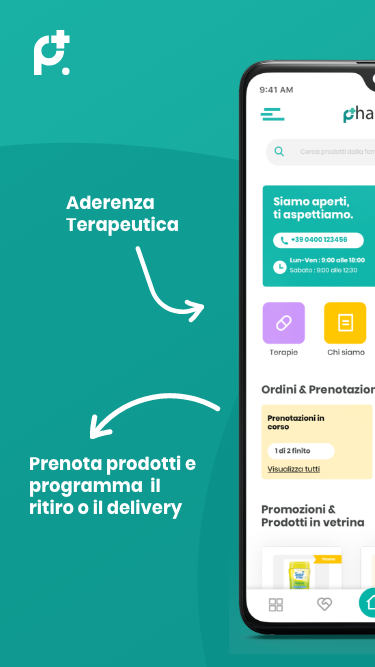 9:41 AM
pha
Cerca prodotti dalla far
Aderenza
Terapeutica
Siamo aperti,
ti aspettiamo.
+39 0400 123456
Lun-Ven : 9:00 alle 18:00
Sabato : 9:00 alle 12:30
Terapie
Chi siamo
Ordini & Prenotazion
Prenotazioni in
corso
1 di 2 finito
Visualizza tutti
Prenota prodotti e
programma il
ritiro o il delivery
Promozioni &
Prodotti in vetrina